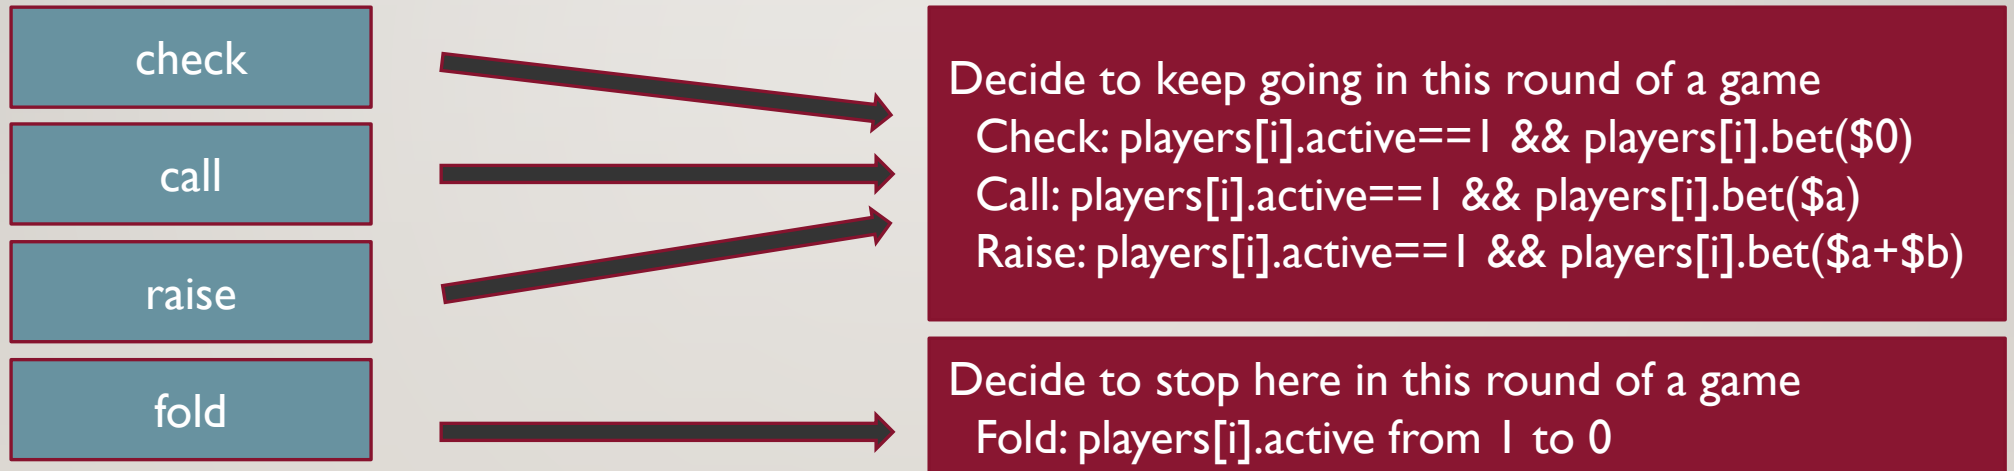 check
call
raise
fold
Decide to keep going in this round of a game
Check: players[i].active==1 && players[i].bet($0)
Call: players[i].active==1 && players[i].bet($a)
Raise: players[i].active==1 && players[i].bet($a+$b)
Decide to stop here in this round of a game
Fold: players[i].active from 1 to 0